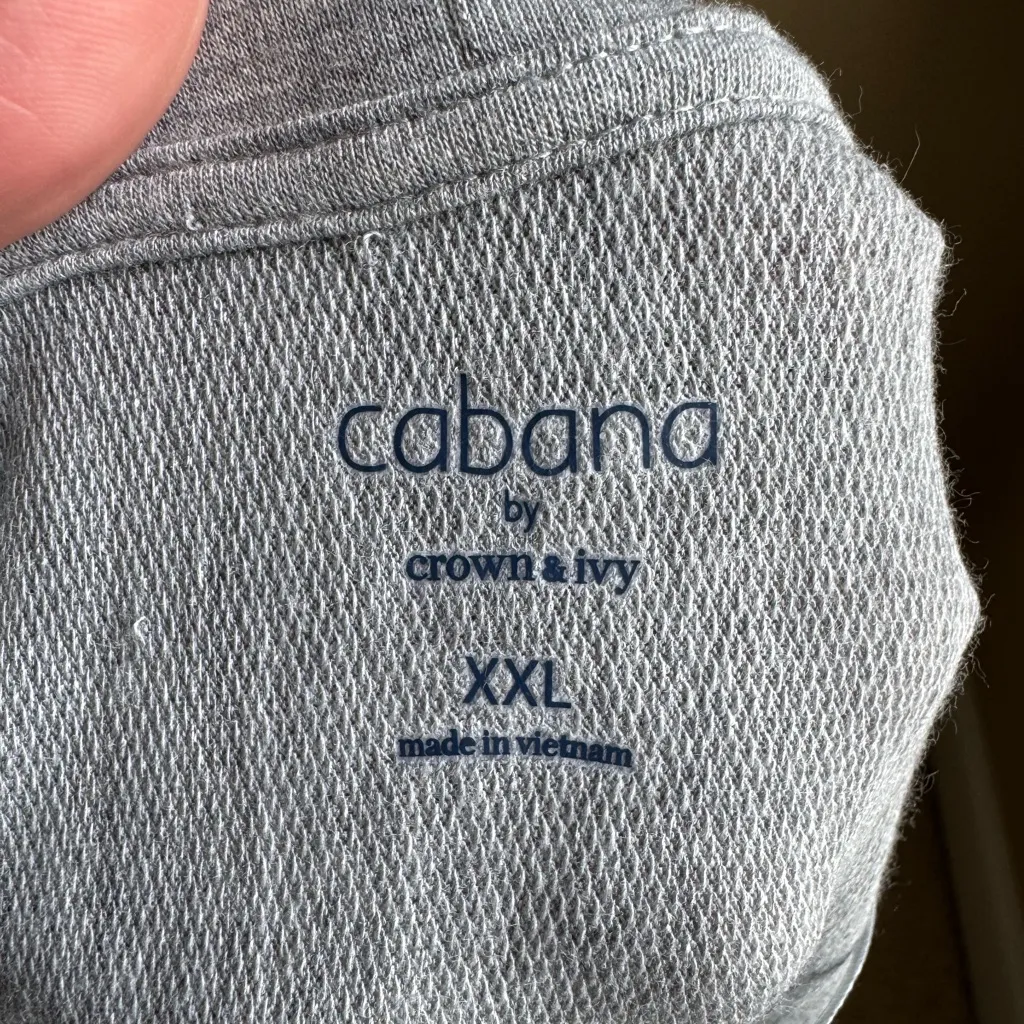 cabana
by
crown & ivy
XXL
made in vietnam